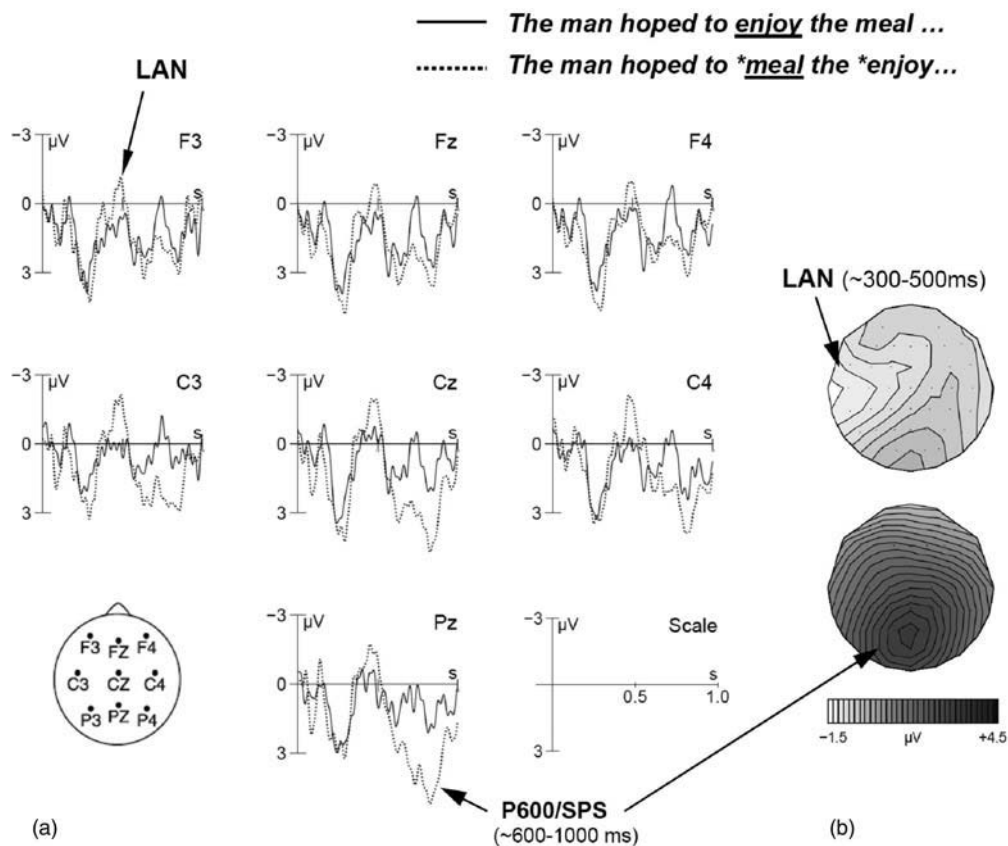 The man hoped to enjoy the meal …
The man hoped to *meal the *enjoy…
LAN
−3
μV
F3
s
0
3
−3
μV
Fz
s
0
3
−3
μV
F4
s
0
3
LAN (~300-500ms)
−3
μV
C3
s
0
3
−3
μV
Cz
s
0
3
−3
μV
C4
s
0
3
F3
FZ
F4
C3
CZ
C4
P3
PZ
P4
−3
μV
Pz
s
0
3
−3
μV
Scale
s
0.5
1.0
3
−1.5
μV
+4.5
P600/SPS
(~600-1000 ms)
(a)
(b)